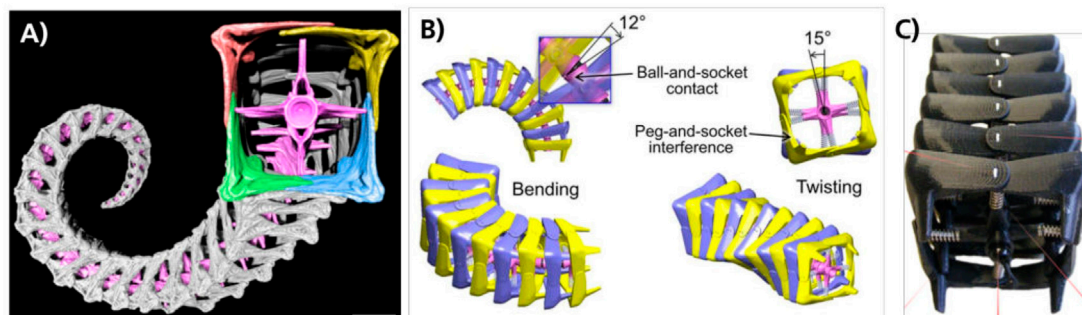 A)
B)
12°
Ball-and-socket
contact
Peg-and-socket
interference
15°
Bending
Twisting
C)